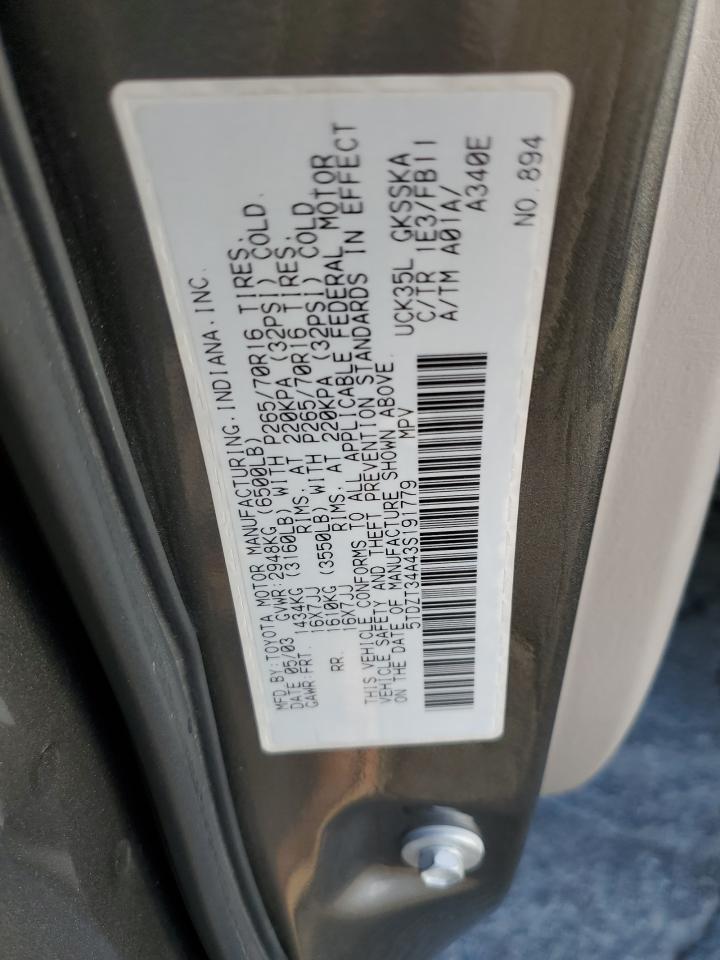 MFD BY:TOYOTA MOTOR MANUFACTURING.INDIANA.INC.
DATE 05/03 GVWR:2948KG (6500LB)
GAWR:FRT. 1434KG (3160LB) WITH P265/70R16 TIRES.
16X7JJ RIMS. AT 220KPA (32PSI) COLD.
RR. 1610KG (3550LB) WITH P265/70R16 TIRES.
16X7JJ RIMS. AT 220KPA (32PSI) COLD
THIS VEHICLE CONFORMS TO ALL APPLICABLE FEDERAL MOTOR
VEHICLE SAFETY AND THEFT PREVENTION STANDARDS IN EFFECT
ON THE DATE OF MANUFACTURE SHOWN ABOVE.
5TDZT34A43S191779 MPV
UCK35L GKSSKA
C/TR 1E3/FB11
A/TM A01A/
A340E
NO.894